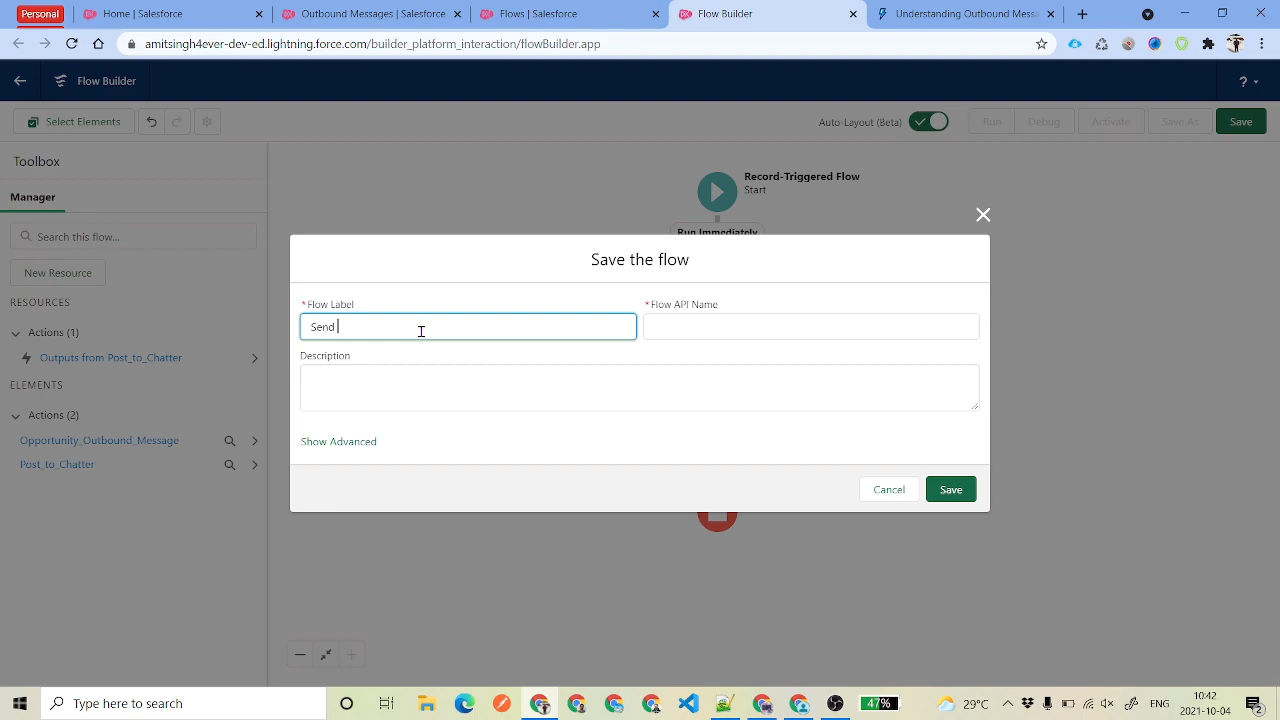 Personal
Home | Salesforce
Outbound Messages | Salesforce
Flows | Salesforce
Flow Builder
Understanding Outbound Messa
amitsingh4ever-dev-ed.lightning.force.com/builder_platform_interaction/flowBuilder.app
Flow Builder
?
Select Elements
Auto-Layout (Beta)
Run
Debug
Activate
Save As
Save
Toolbox
Manager
Search this flow...
New Resource
RESOURCES
Actions (1)
Outputs from Post_to_Chatter
ELEMENTS
Actions (2)
Opportunity_Outbound_Message
Post_to_Chatter
Record-Triggered Flow
Start
Run Immediately
Save the flow
*Flow Label
Send
*Flow API Name
Description
Show Advanced
Cancel
Save
Type here to search
47%
29°C
ENG
10:42
2021-10-04
2